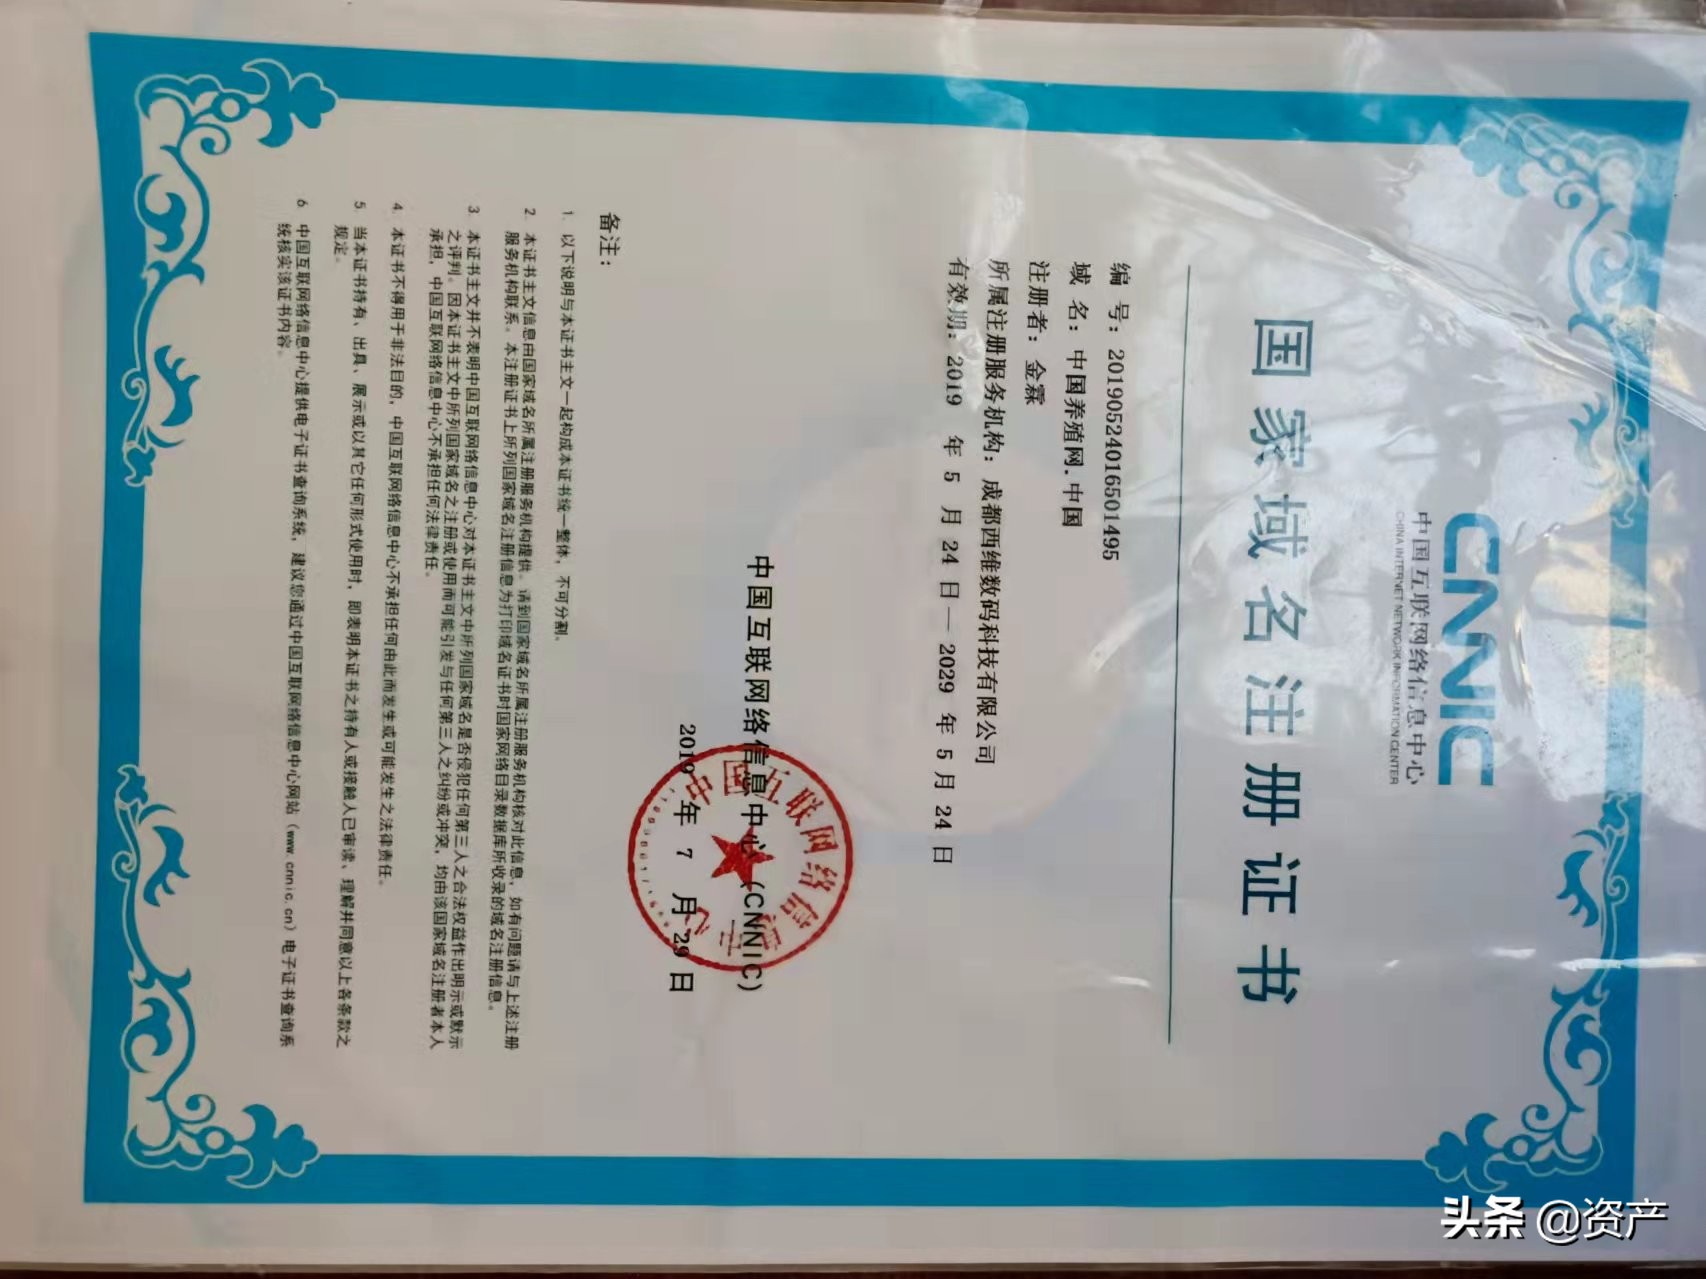 CNNIC
中国互联网络信息中心
CHINA INTERNET NETWORK INFORMATION CENTER
国家域名注册证书
编 号：20190524016501495
域 名：中国养殖网.中国
注册者：金霖
所属注册服务机构：成都西维数码科技有限公司
有效期：2019 年 5 月 24 日—2029 年 5 月 24 日
中国互联网络信息中心（CNNIC）
2019 年 7 月 29 日
中国互联网络信息中心
备注：
1. 以下说明与本证书主文一起构成本证书统一整体，不可分割。
2. 本证书主文信息由国家域名所属注册服务机构提供。请到国家域名所属注册服务机构核对此信息，如有问题请与上述注册
服务机构联系。本注册证书上所列国家域名注册信息为打印域名证书时国家网络目录数据库所收录的域名注册信息。
3. 本证书主文并不表明中国互联网络信息中心对本证书主文中所列国家域名是否侵犯任何第三人之合法权益作出明示或默示
之评判。因本证书主文中所列国家域名之注册或使用而可能引发与任何第三人之纠纷或冲突，均由该国家域名注册者本人
承担，中国互联网络信息中心不承担任何法律责任。
4. 本证书不得用于非法目的，中国互联网络信息中心不承担任何由此而发生或可能发生之法律责任。
5. 当本证书持有、出具、展示或以其它任何形式使用时，即表明本证书之持有人或接触人已审读、理解并同意以上各条款之
规定。
6. 中国互联网络信息中心提供电子证书查询系统，建议您通过中国互联网络信息中心网站（www.cnnic.cn）电子证书查询系
统核实该证书内容。
头条 @资产